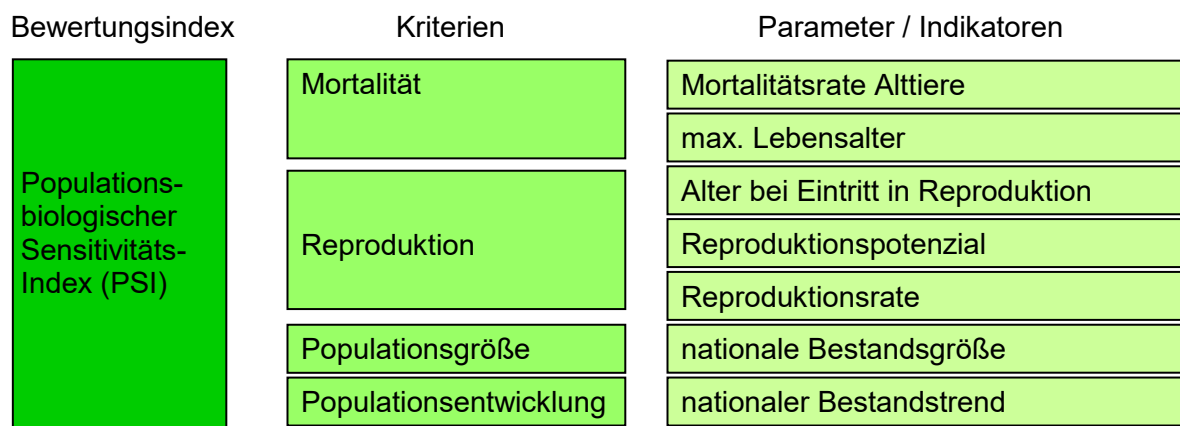 Bewertungsindex
Kriterien
Parameter / Indikatoren
Populations-
biologischer
Sensitivitäts-
Index (PSI)
Mortalität
Reproduktion
Populationsgröße
Populationsentwicklung
Mortalitätsrate Alttiere
max. Lebensalter
Alter bei Eintritt in Reproduktion
Reproduktionspotenzial
Reproduktionsrate
nationale Bestandsgröße
nationaler Bestandstrend